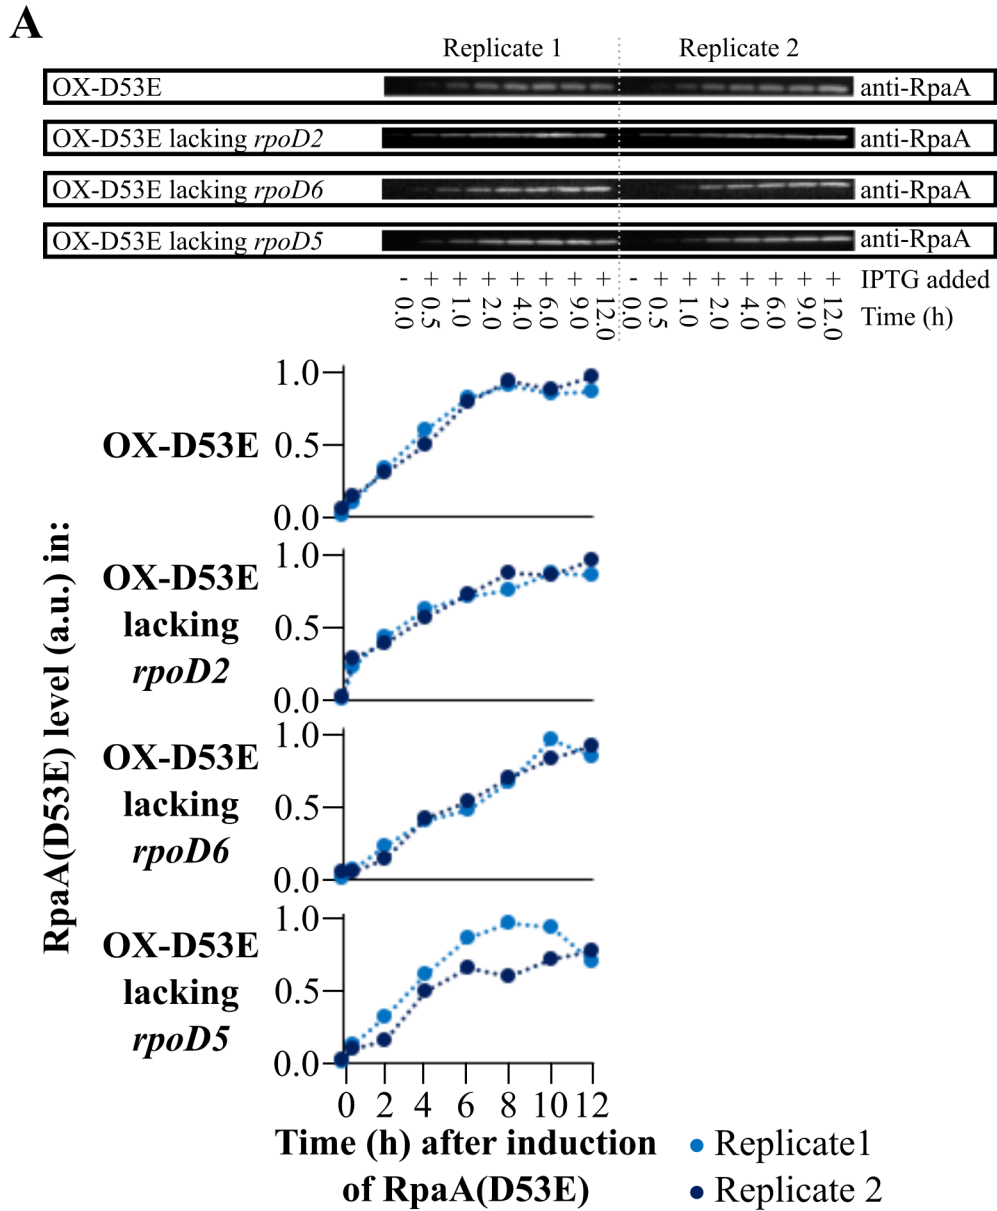 A
Replicate 1 Replicate 2
OX-D53E anti-RpaA
OX-D53E lacking rpoD2 anti-RpaA
OX-D53E lacking rpoD6 anti-RpaA
OX-D53E lacking rpoD5 anti-RpaA
- + + + + + + + - + + + + + + + IPTG added
0.0 0.5 1.0 2.0 4.0 6.0 9.0 12.0 0.0 0.5 1.0 2.0 4.0 6.0 9.0 12.0 Time (h)
RpaA(D53E) level (a.u.) in:
OX-D53E
1.0
0.5
0.0
OX-D53E
lacking
rpoD2
1.0
0.5
0.0
OX-D53E
lacking
rpoD6
1.0
0.5
0.0
OX-D53E
lacking
rpoD5
1.0
0.5
0.0
0 2 4 6 8 10 12
Time (h) after induction
of RpaA(D53E)
Replicate1
Replicate 2